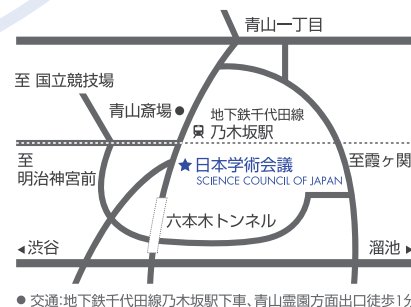 青山一丁目
至 国立競技場
青山斎場●
地下鉄千代田線
乃木坂駅
★日本学術会議
SCIENCE COUNCIL OF JAPAN
至
明治神宮前
至霞ヶ関
六本木トンネル
◀渋谷
溜池▶
● 交通:地下鉄千代田線乃木坂駅下車、青山霊園方面出口徒歩1分